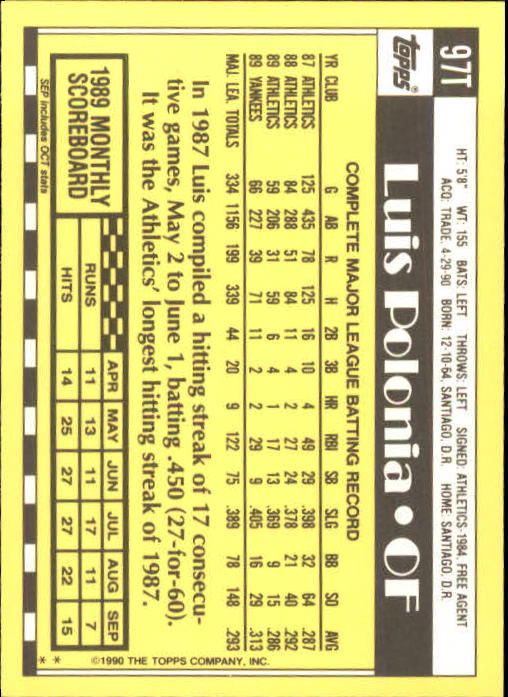 97T
topps®
Luis Polonia • OF
HT: 5'8" WT: 155 BATS: LEFT THROWS: LEFT SIGNED: ATHLETICS-1984, FREE AGENT
ACQ: TRADE, 4-29-90 BORN: 12-10-64, SANTIAGO, D.R. HOME: SANTIAGO, D.R.
COMPLETE MAJOR LEAGUE BATTING RECORD
YR CLUB G AB R H 2B 3B HR RBI SB SLG BB SO AVG
87 ATHLETICS 125 435 78 125 16 10 4 49 29 .398 32 64 .287
88 ATHLETICS 84 288 51 84 11 4 2 27 24 .378 21 40 .292
89 ATHLETICS 59 206 31 59 6 4 1 17 13 .369 9 15 .286
89 YANKEES 66 227 39 71 11 2 2 29 9 .405 16 29 .313
MAJ. LEA. TOTALS 334 1156 199 339 44 20 9 122 75 .389 78 148 .293
In 1987 Luis compiled a hitting streak of 17 consecu-
tive games, May 2 to June 1, batting .450 (27-for-60).
It was the Athletics' longest hitting streak of 1987.
1989 MONTHLY
SCOREBOARD
APR MAY JUN JUL AUG SEP
RUNS 11 13 11 17 11 7
HITS 14 25 27 27 22 15
SEP includes OCT stats
* * ©1990 THE TOPPS COMPANY, INC.